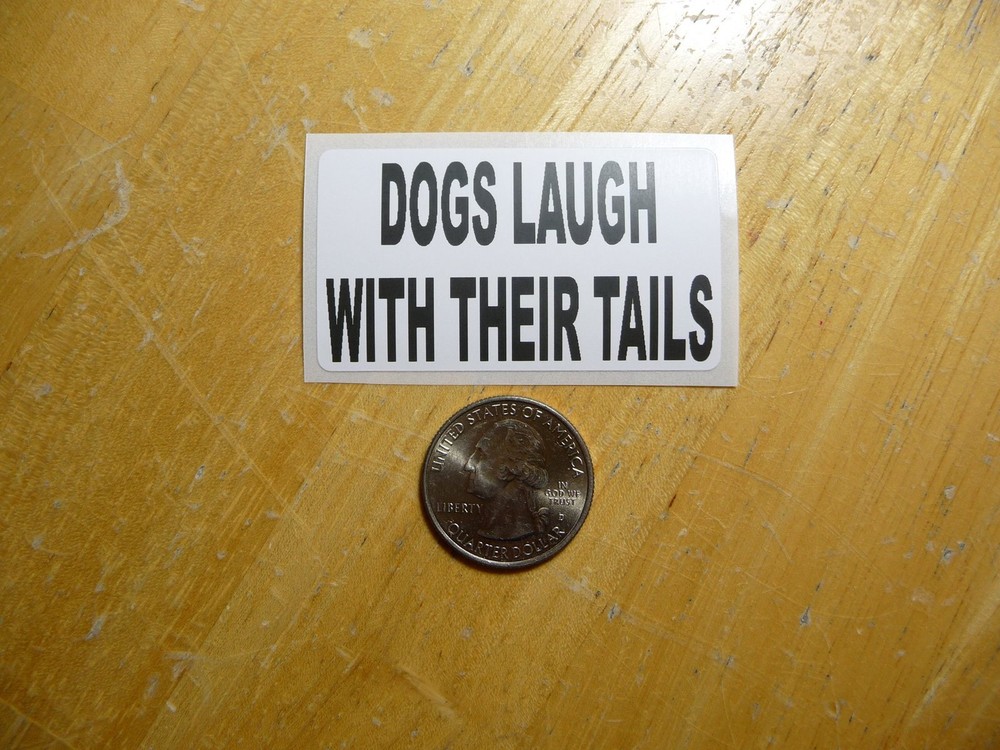 DOGS LAUGH
WITH THEIR TAILS
UNITED STATES OF AMERICA
IN
GOD WE
TRUST
LIBERTY
D
QUARTER DOLLAR